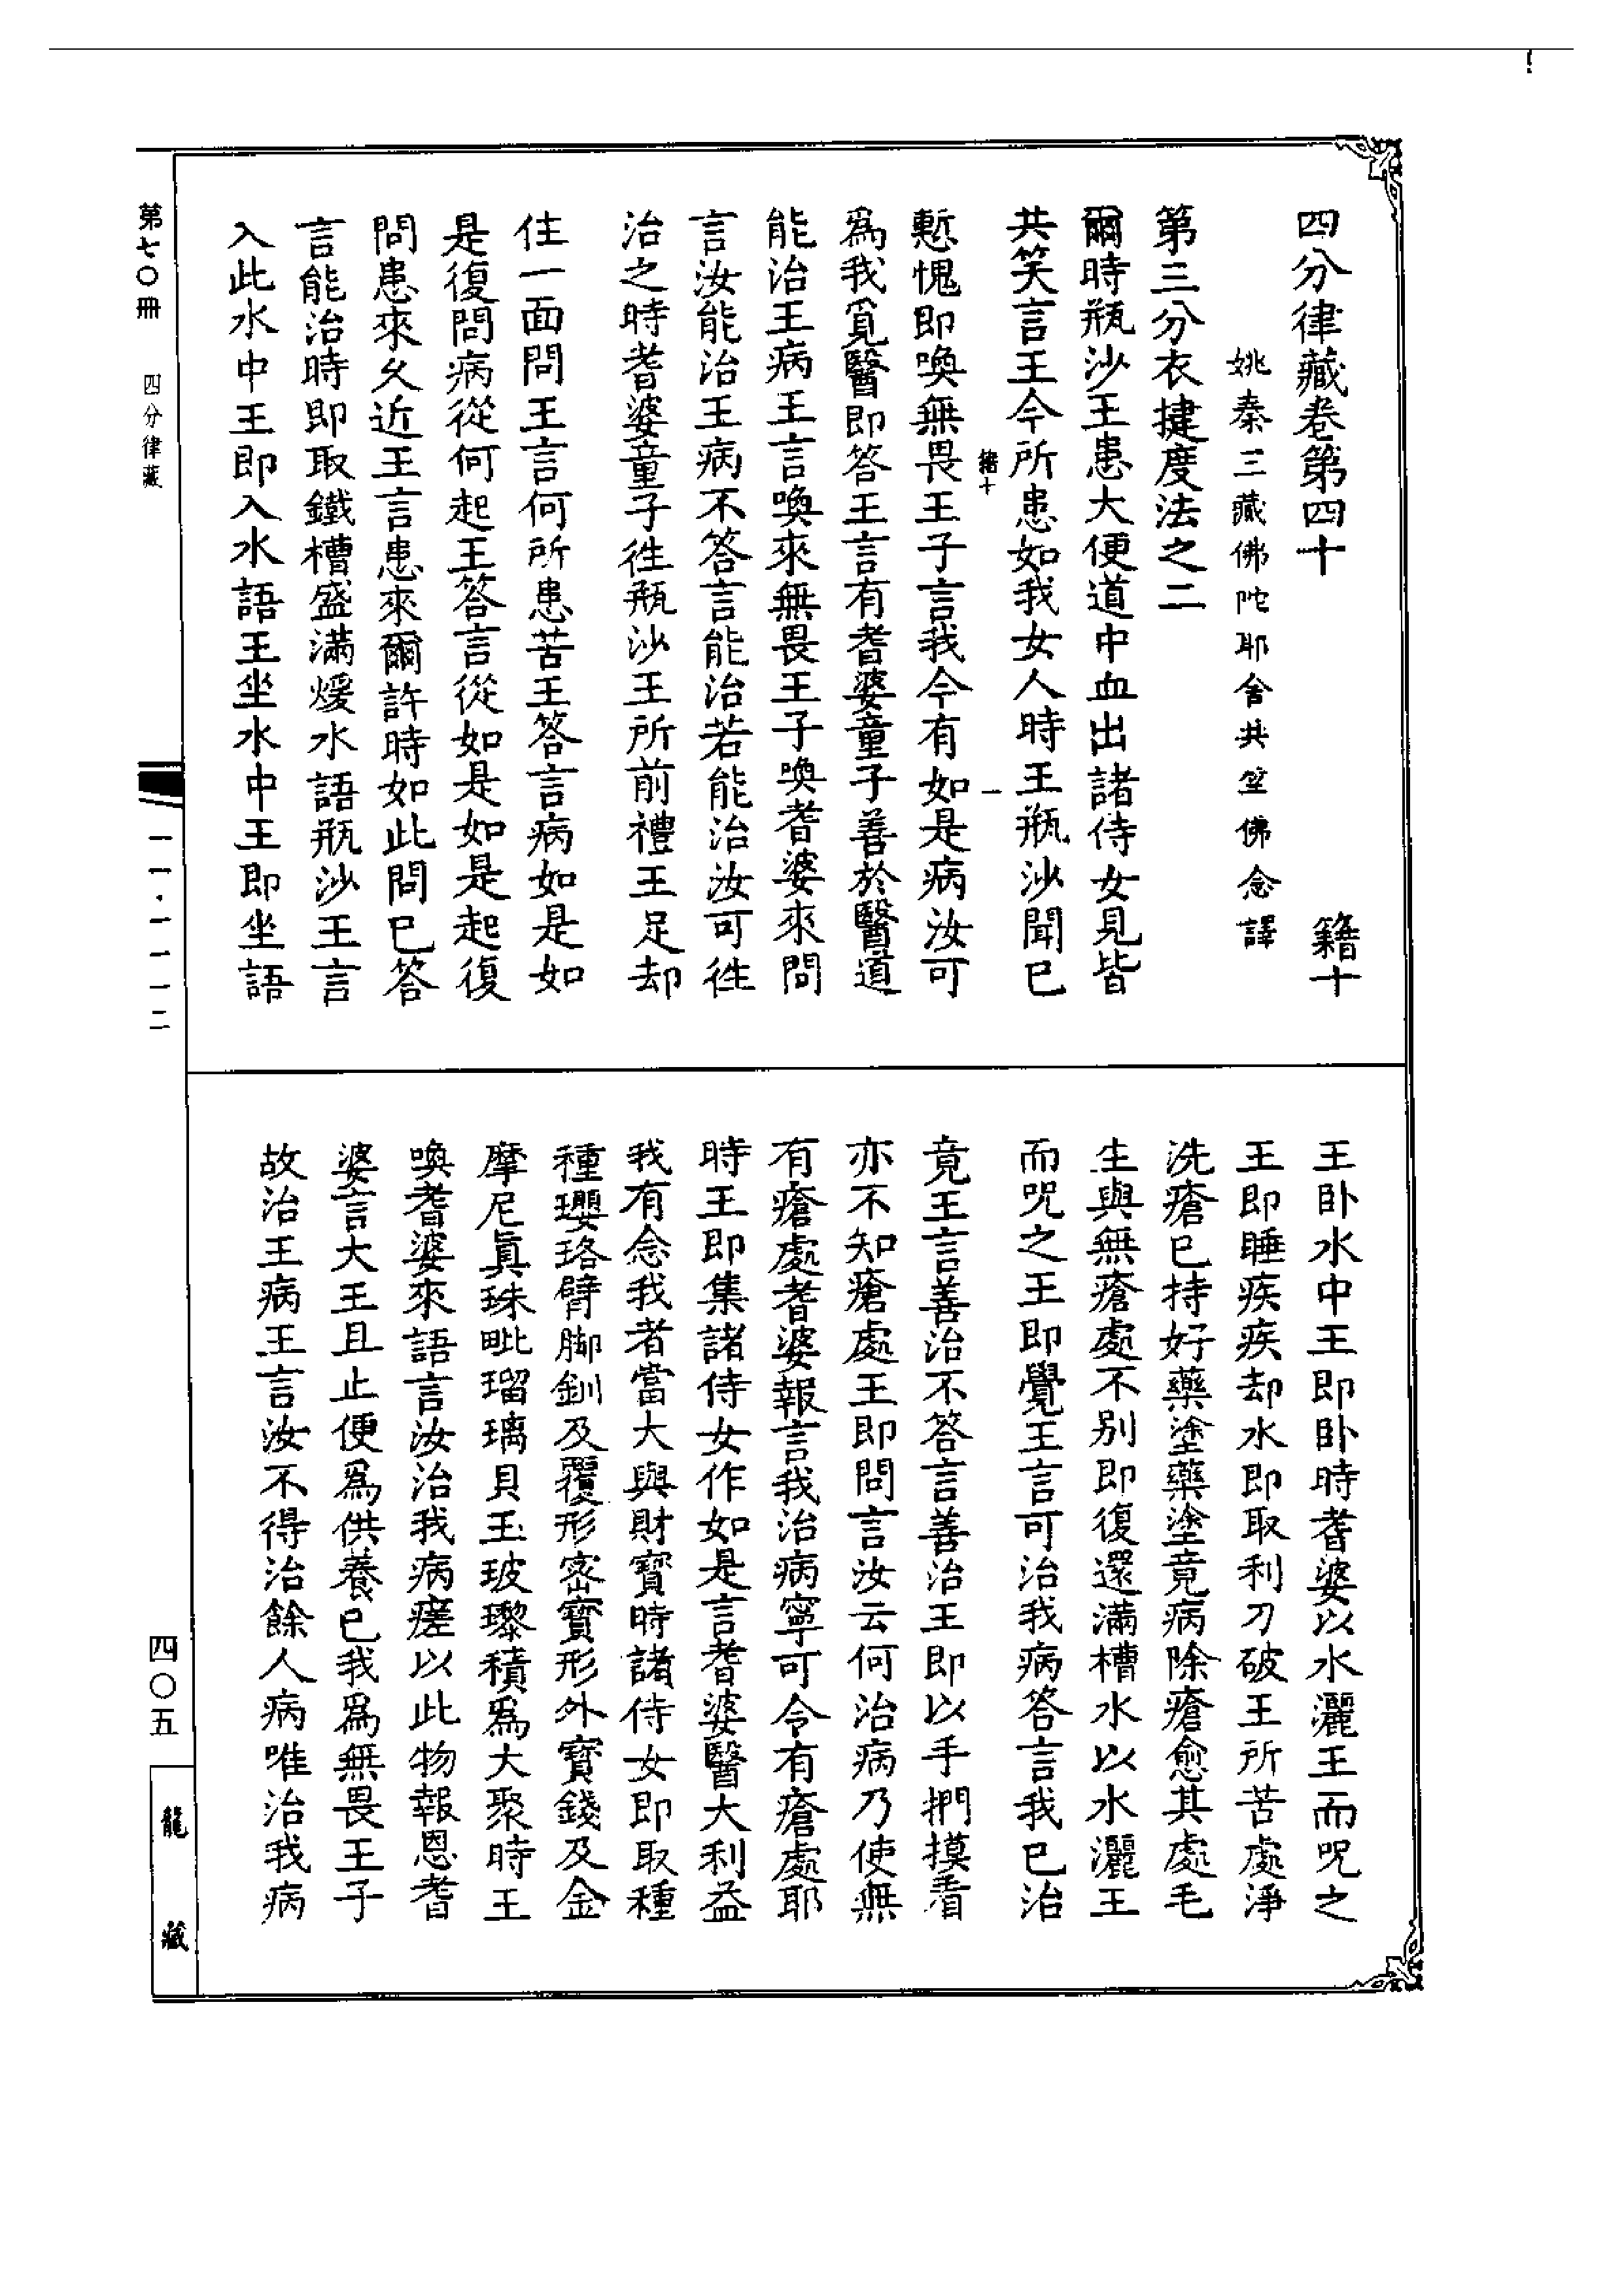 四分律藏卷第四十　籍十
姚秦三藏佛陀耶舍共竺佛念譯
第三分衣揵度法之二
爾時瓶沙王患大便道中血出諸侍女見皆
共笑言王今所患如我女人時王瓶沙聞已
籍十　一
慙愧即喚無畏王子言我今有如是病汝可
爲我覓醫即答王言有耆婆童子善於醫道
能治王病王言喚來無畏王子喚耆婆來問
言汝能治王病不答言能治若能治汝可往
治之時耆婆童子往瓶沙王所前禮王足却
住一面問王言何所患苦王答言病如是如
是復問病從何起王答言從如是如是起復
問患來久近王言患來爾許時如此問已答
言能治時即取鐵槽盛滿煖水語瓶沙王言
入此水中王即入水語王坐水中王即坐語
王卧水中王即卧時耆婆以水灑王而呪之
王即睡疾疾却水即取利刀破王所苦處淨
洗瘡已持好藥塗藥塗竟病除瘡愈其處毛
生與無瘡處不别即復還滿槽水以水灑王
而呪之王即覺王言可治我病答言我已治
竟王言善治不答言善治王即以手捫摸看
亦不知瘡處王即問言汝云何治病乃使無
有瘡處耆婆報言我治病寧可令有瘡處耶
時王即集諸侍女作如是言耆婆醫大利益
我有念我者當大與財寶時諸侍女即取種
種瓔珞臂脚釧及覆形密寶形外寶錢及金
摩尼眞珠毗瑠璃貝玉玻瓈積爲大聚時王
喚耆婆來語言汝治我病瘥以此物報恩耆
婆言大王且止便爲供養已我爲無畏王子
故治王病王言汝不得治餘人病唯治我病
第七〇冊　四分律藏
一一·一一一二
四〇五
龍藏